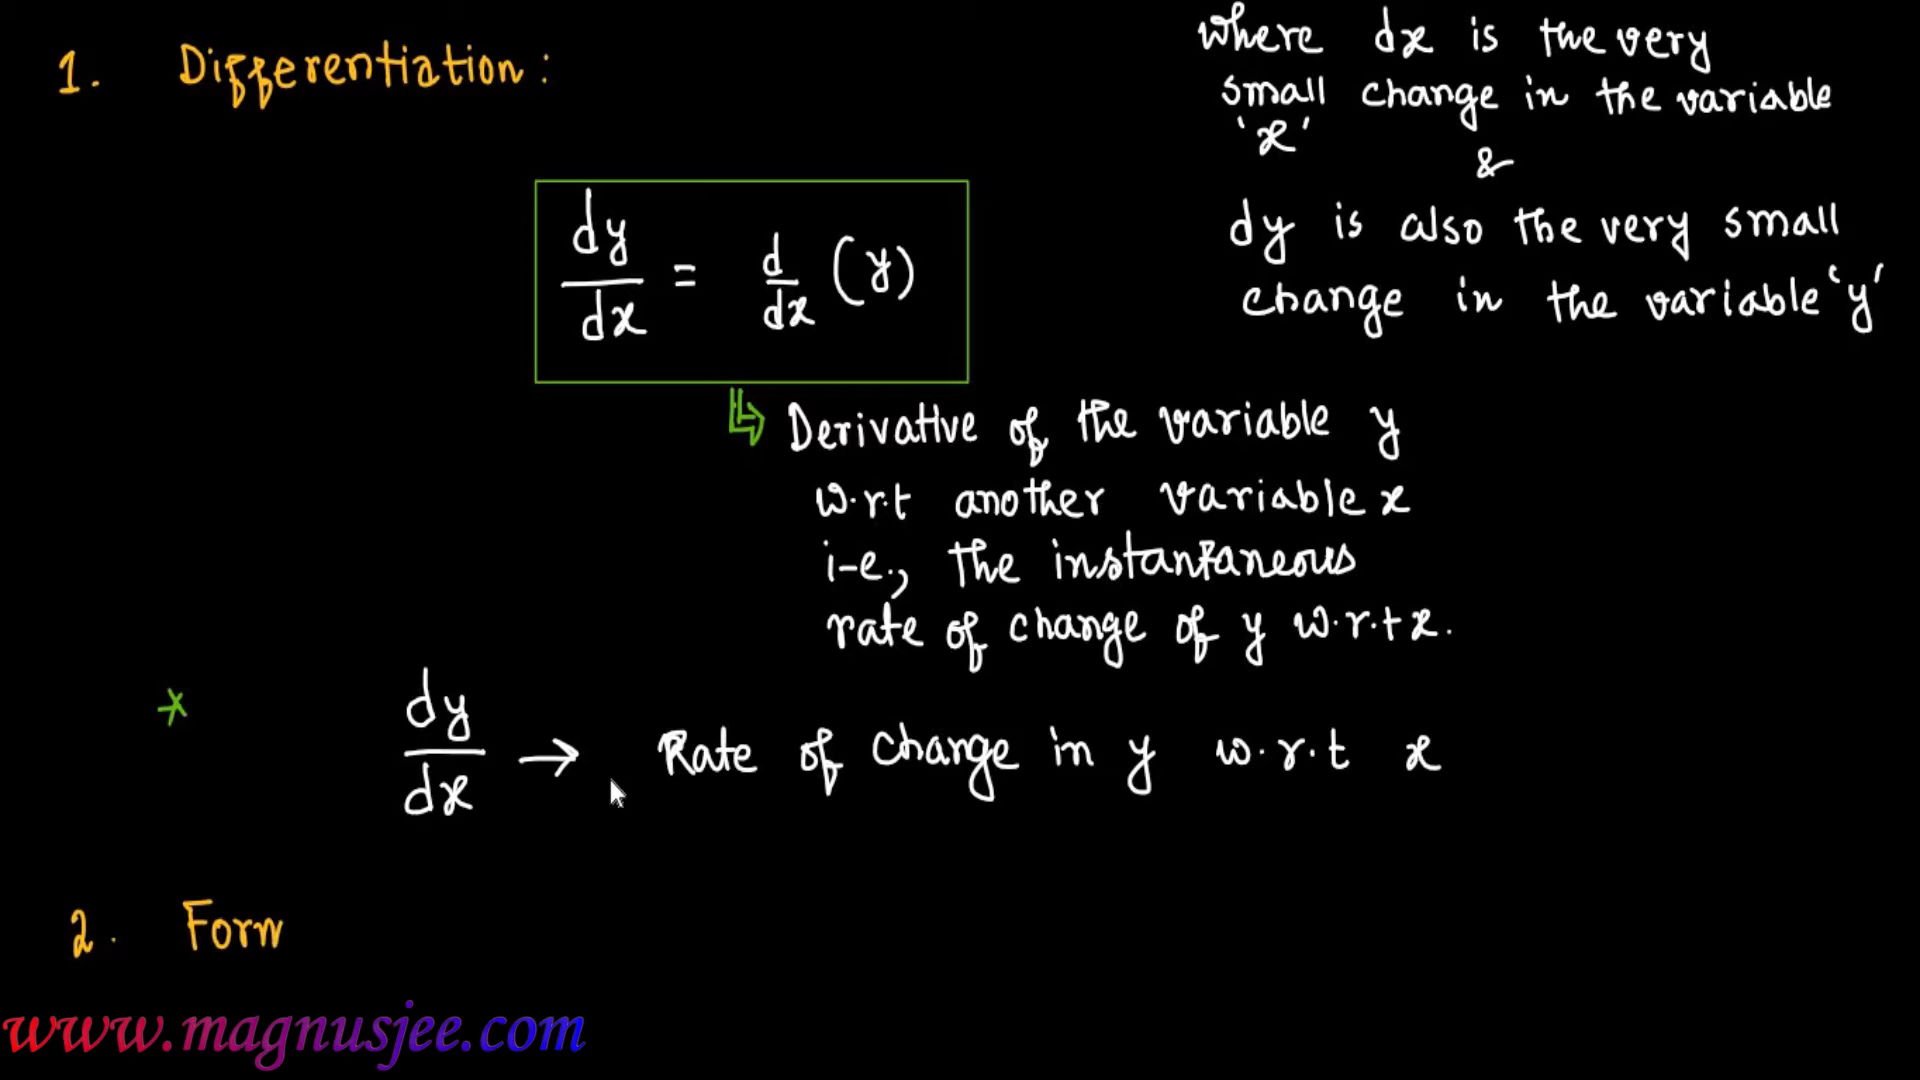 1. Differentiation:
where dx is the very
small change in the variable
'x'
&
dy is also the very small
change in the variable 'y'
dy/dx = d/dx (y)
Derivative of the variable y
w.r.t another variable x
i-e., the instantaneous
rate of change of y w.r.t x.
* dy/dx → Rate of change in y w.r.t x
2. Form
www.magnusjee.com